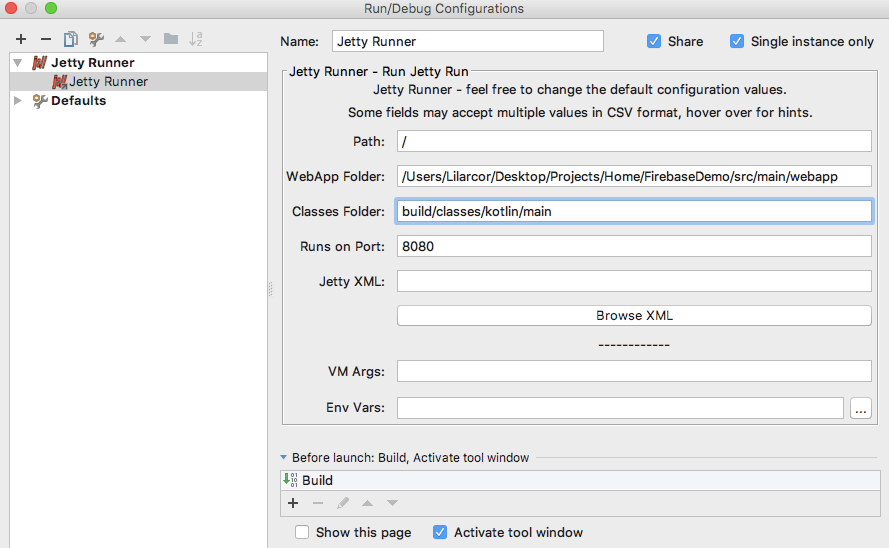 Run/Debug Configurations
Jetty Runner
Jetty Runner
Defaults
Name: Jetty Runner
Share
Single instance only
Jetty Runner - Run Jetty Run
Jetty Runner - feel free to change the default configuration values.
Some fields may accept multiple values in CSV format, hover over for hints.
Path: /
WebApp Folder: /Users/Lilarcor/Desktop/Projects/Home/FirebaseDemo/src/main/webapp
Classes Folder: build/classes/kotlin/main
Runs on Port: 8080
Jetty XML:
Browse XML
------------
VM Args:
Env Vars: ...
Before launch: Build, Activate tool window
Build
Show this page
Activate tool window